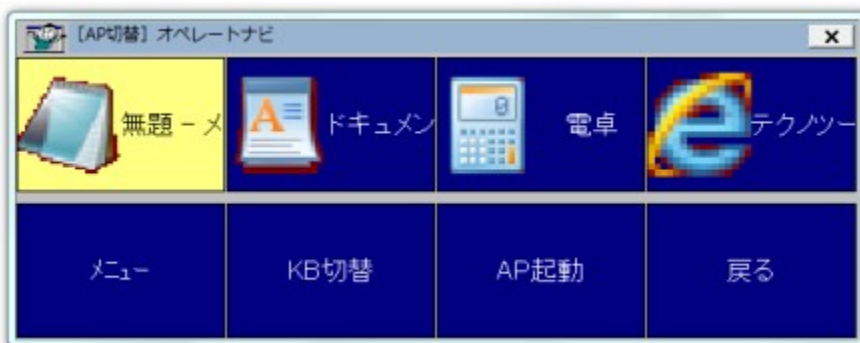 [AP切替] オペレートナビ
無題 - メ
ドキュメン
電卓
テクノツー
メニュー
KB切替
AP起動
戻る